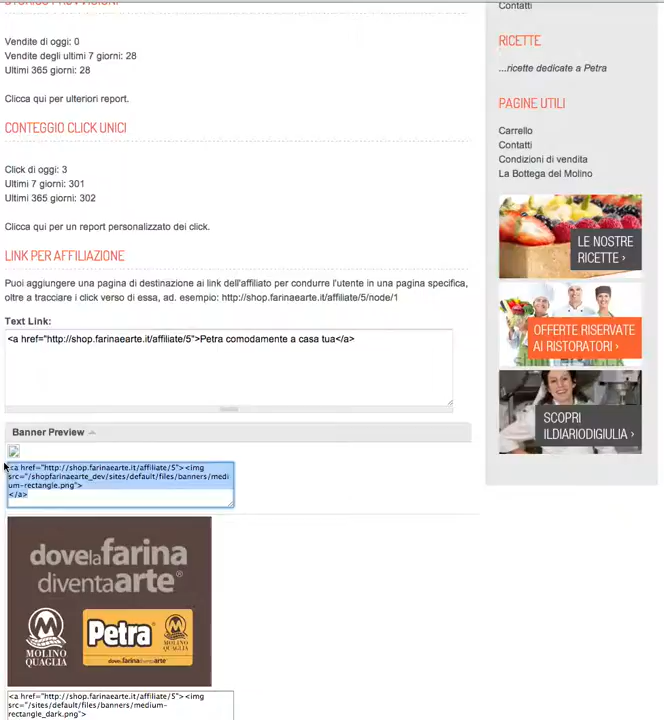 Vendite di oggi: 0
Vendite degli ultimi 7 giorni: 28
Ultimi 365 giorni: 28
Clicca qui per ulteriori report.
CONTEGGIO CLICK UNICI
Click di oggi: 3
Ultimi 7 giorni: 301
Ultimi 365 giorni: 302
Clicca qui per un report personalizzato dei click.
LINK PER AFFILIAZIONE
Puoi aggiungere una pagina di destinazione ai link dell'affiliato per condurre l'utente in una pagina specifica,
oltre a tracciare i click verso di essa, ad. esempio: http://shop.farinaearte.it/affiliate/5/node/1
Text Link:
<a href="http://shop.farinaearte.it/affiliate/5">Petra comodamente a casa tua</a>
Banner Preview
<a href="http://shop.farinaearte.it/affiliate/5"><img
src="/shopfarinaearte_dev/sites/default/files/banners/medi
um-rectangle.png">
</a>
dovelafarina
diventaarte®
MOLINO
QUAGLIA
Petra
MOLINO
QUAGLIA
dovelafarinadiventaarte
<a href="http://shop.farinaearte.it/affiliate/5"><img
src="/sites/default/files/banners/medium-
rectangle_dark.png">
Contatti
RICETTE
...ricette dedicate a Petra
PAGINE UTILI
Carrello
Contatti
Condizioni di vendita
La Bottega del Molino
LE NOSTRE
RICETTE ›
OFFERTE RISERVATE
AI RISTORATORI ›
SCOPRI
ILDIARIODIGIULIA ›